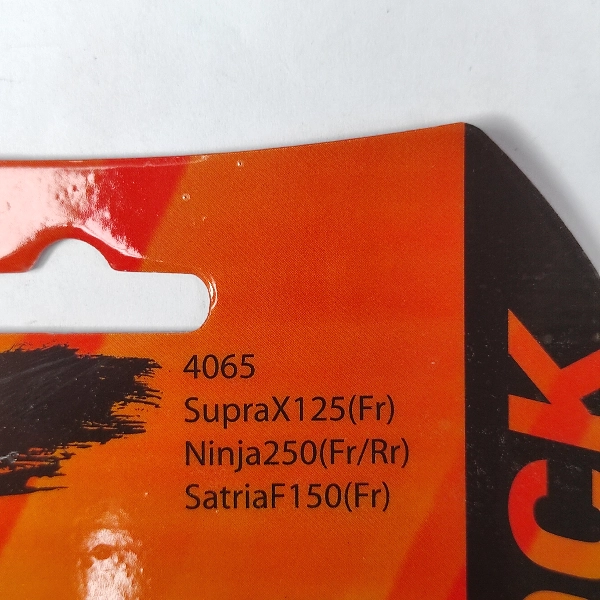 4065
SupraX125(Fr)
Ninja250(Fr/Rr)
SatriaF150(Fr)